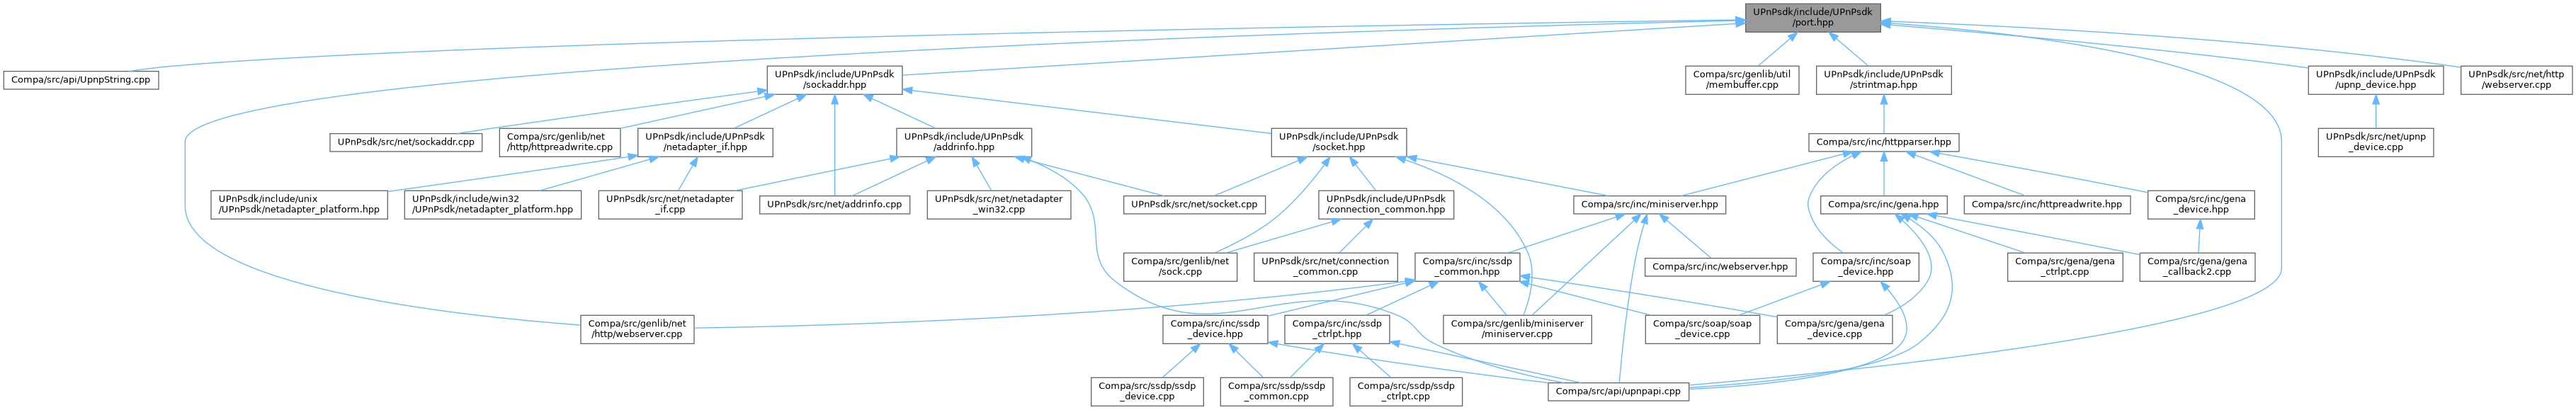 UPnPsdk/include/UPnPsdk
/port.hpp
Compa/src/api/UpnpString.cpp
UPnPsdk/include/UPnPsdk
/sockaddr.hpp
Compa/src/genlib/util
/membuffer.cpp
UPnPsdk/include/UPnPsdk
/strintmap.hpp
UPnPsdk/include/UPnPsdk
/upnp_device.hpp
UPnPsdk/src/net/http
/webserver.cpp
UPnPsdk/src/net/sockaddr.cpp
Compa/src/genlib/net
/http/httpreadwrite.cpp
UPnPsdk/include/UPnPsdk
/netadapter_if.hpp
UPnPsdk/include/UPnPsdk
/addrinfo.hpp
UPnPsdk/include/UPnPsdk
/socket.hpp
Compa/src/inc/httpparser.hpp
UPnPsdk/src/net/upnp
_device.cpp
UPnPsdk/include/unix
/UPnPsdk/netadapter_platform.hpp
UPnPsdk/include/win32
/UPnPsdk/netadapter_platform.hpp
UPnPsdk/src/net/netadapter
_if.cpp
UPnPsdk/src/net/addrinfo.cpp
UPnPsdk/src/net/netadapter
_win32.cpp
UPnPsdk/src/net/socket.cpp
UPnPsdk/include/UPnPsdk
/connection_common.hpp
Compa/src/inc/miniserver.hpp
Compa/src/inc/gena.hpp
Compa/src/inc/httpreadwrite.hpp
Compa/src/inc/gena
_device.hpp
Compa/src/genlib/net
/sock.cpp
UPnPsdk/src/net/connection
_common.cpp
Compa/src/inc/ssdp
_common.hpp
Compa/src/inc/webserver.hpp
Compa/src/inc/soap
_device.hpp
Compa/src/gena/gena
_ctrlpt.cpp
Compa/src/gena/gena
_callback2.cpp
Compa/src/genlib/net
/http/webserver.cpp
Compa/src/inc/ssdp
_device.hpp
Compa/src/inc/ssdp
_ctrlpt.hpp
Compa/src/genlib/miniserver
/miniserver.cpp
Compa/src/soap/soap
_device.cpp
Compa/src/gena/gena
_device.cpp
Compa/src/ssdp/ssdp
_device.cpp
Compa/src/ssdp/ssdp
_common.cpp
Compa/src/ssdp/ssdp
_ctrlpt.cpp
Compa/src/api/upnpapi.cpp